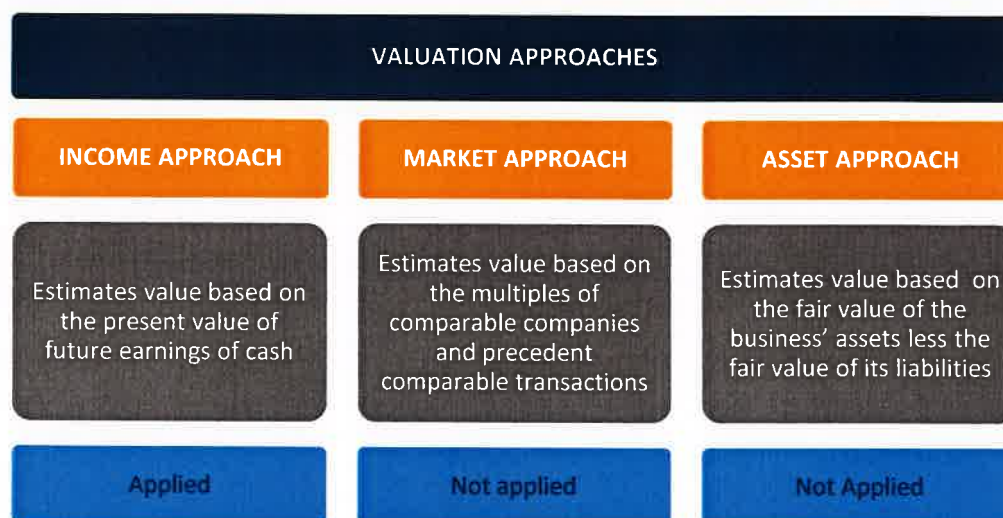 VALUATION APPROACHES
INCOME APPROACH
MARKET APPROACH
ASSET APPROACH
Estimates value based on
the present value of
future earnings of cash
Estimates value based on
the multiples of
comparable companies
and precedent
comparable transactions
Estimates value based on
the fair value of the
business' assets less the
fair value of its liabilities
Applied
Not applied
Not Applied